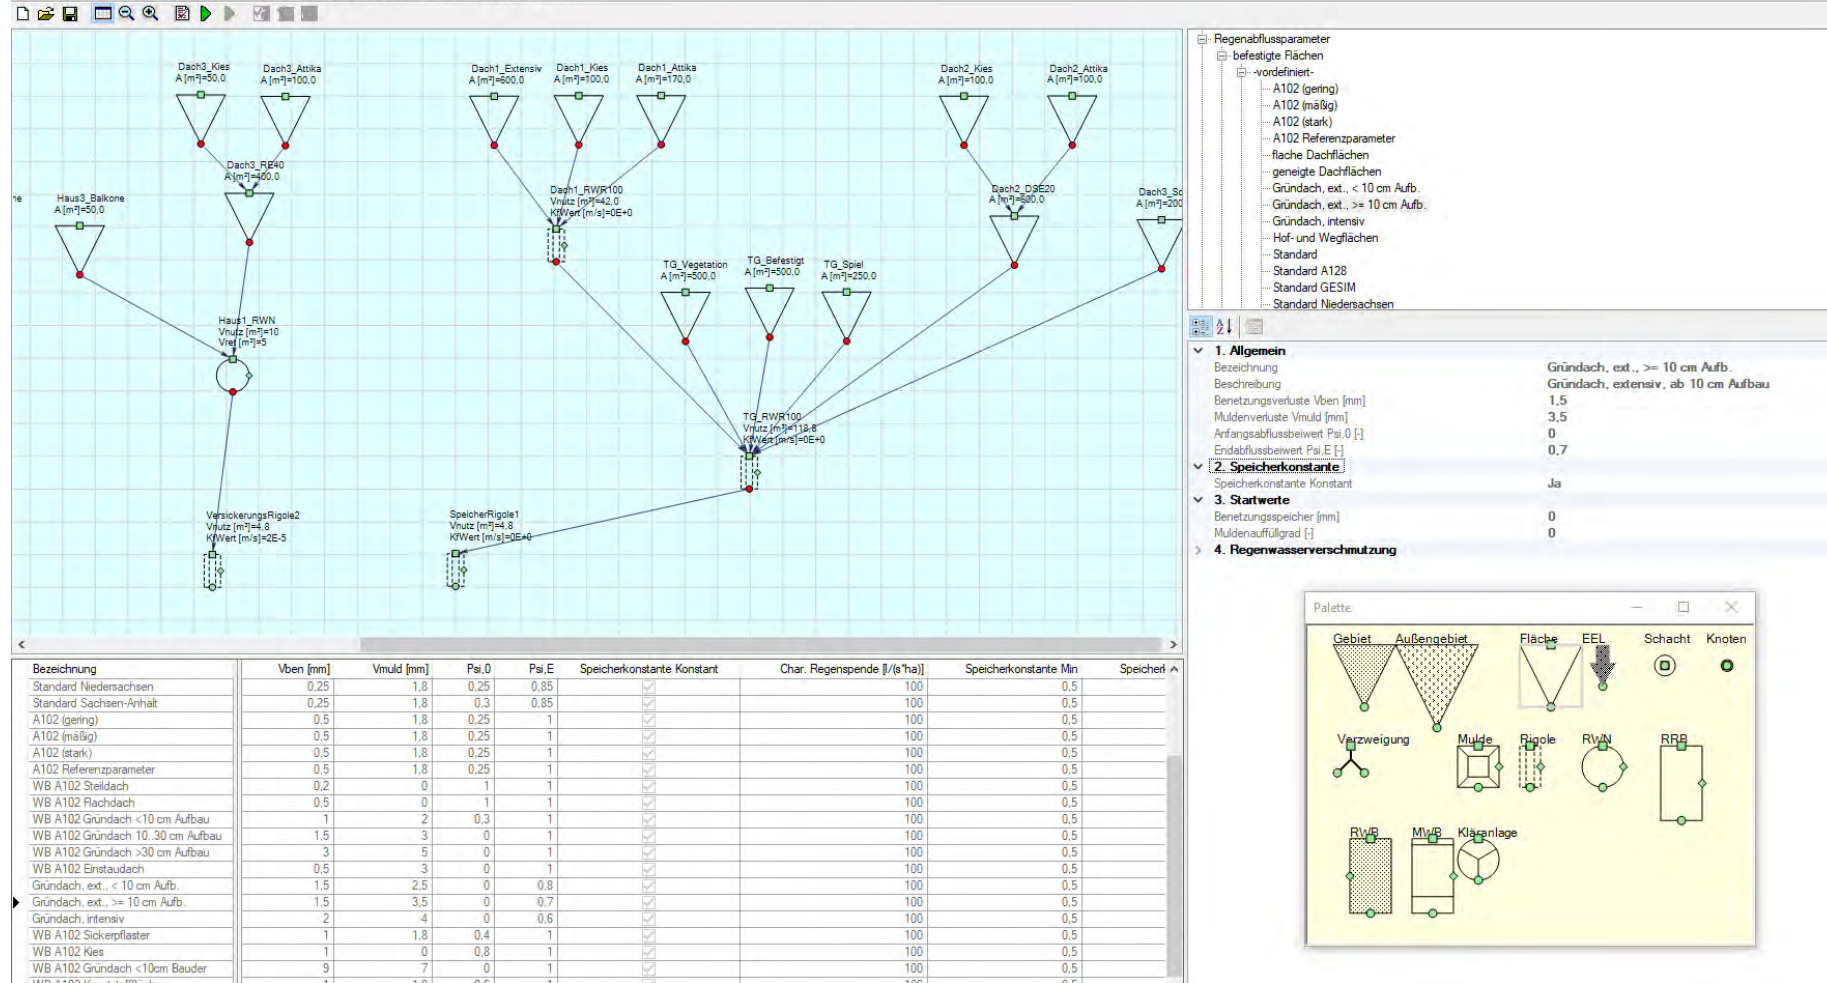 Dach3_Kies
A [m²]=50,0
Dach3_Attika
A [m²]=100,0
Dach1_Extensiv
A [m²]=600,0
Dach1_Kies
A [m²]=100,0
Dach1_Attika
A [m²]=170,0
Dach2_Kies
A [m²]=100,0
Dach2_Attika
A [m²]=100,0
Dach3_RE40
A [m²]=400,0
ne
Haus3_Balkone
A [m²]=50,0
Dach1_RWR100
Vnutz [m³]=42,0
KfWert [m/s]=0E+0
Dach2_DSE20
A [m²]=600,0
Dach3_So
A [m²]=200
TG_Vegetation
A [m²]=500,0
TG_Befestigt
A [m²]=500,0
TG_Spiel
A [m²]=250,0
Haus1_RWN
Vnutz [m³]=10
Vret [m³]=5
TG_RWR100
Vnutz [m³]=118,8
KfWert [m/s]=0E+0
VersickerungsRigole2
Vnutz [m³]=4,8
KfWert [m/s]=2E-5
SpeicherRigole1
Vnutz [m³]=4,8
KfWert [m/s]=0E+0
Regenabflussparameter
befestigte Flächen
-vordefiniert-
A102 (gering)
A102 (mäßig)
A102 (stark)
A102 Referenzparameter
flache Dachflächen
geneigte Dachflächen
Gründach, ext., < 10 cm Aufb.
Gründach, ext., >= 10 cm Aufb.
Gründach, intensiv
Hof- und Wegflächen
Standard
Standard A128
Standard GESIM
Standard Niedersachsen
1. Allgemein
Bezeichnung Gründach, ext., >= 10 cm Aufb.
Beschreibung Gründach, extensiv, ab 10 cm Aufbau
Benetzungsverluste Vben [mm] 1,5
Muldenverluste Vmuld [mm] 3,5
Anfangsabflussbeiwert Psi,0 [-] 0
Endabflussbeiwert Psi,E [-] 0,7
2. Speicherkonstante
Speicherkonstante Konstant Ja
3. Startwerte
Benetzungsspeicher [mm] 0
Muldenauffüllgrad [-] 0
4. Regenwasserverschmutzung
Palette
Gebiet Außengebiet Fläche EEL Schacht Knoten
Verzweigung Mulde Rigole RWN RRB
RWB MWB Kläranlage
Bezeichnung Vben [mm] Vmuld [mm] Psi,0 Psi,E Speicherkonstante Konstant Char. Regenspende [l/(s*ha)] Speicherkonstante Min Speicherk
Standard Niedersachsen 0,25 1,8 0,25 0,85 100 0,5
Standard Sachsen-Anhalt 0,25 1,8 0,3 0,85 100 0,5
A102 (gering) 0,5 1,8 0,25 1 100 0,5
A102 (mäßig) 0,5 1,8 0,25 1 100 0,5
A102 (stark) 0,5 1,8 0,25 1 100 0,5
A102 Referenzparameter 0,5 1,8 0,25 1 100 0,5
WB A102 Steildach 0,2 0 1 1 100 0,5
WB A102 Flachdach 0,5 0 1 1 100 0,5
WB A102 Gründach <10 cm Aufbau 1 2 0,3 1 100 0,5
WB A102 Gründach 10..30 cm Aufbau 1,5 3 0 1 100 0,5
WB A102 Gründach >30 cm Aufbau 3 5 0 1 100 0,5
WB A102 Einstaudach 0,5 3 0 1 100 0,5
Gründach, ext., < 10 cm Aufb. 1,5 2,5 0 0,8 100 0,5
Gründach, ext., >= 10 cm Aufb. 1,5 3,5 0 0,7 100 0,5
Gründach, intensiv 2 4 0 0,6 100 0,5
WB A102 Sickerpflaster 1 1,8 0,4 1 100 0,5
WB A102 Kies 1 0 0,8 1 100 0,5
WB A102 Gründach <10cm Bauder 9 7 0 1 100 0,5